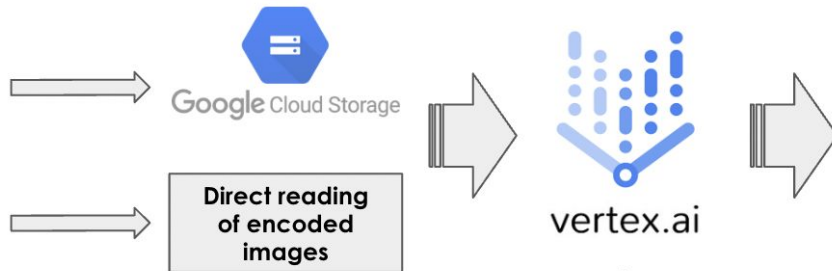 Google Cloud Storage
Direct reading
of encoded
images
vertex.ai